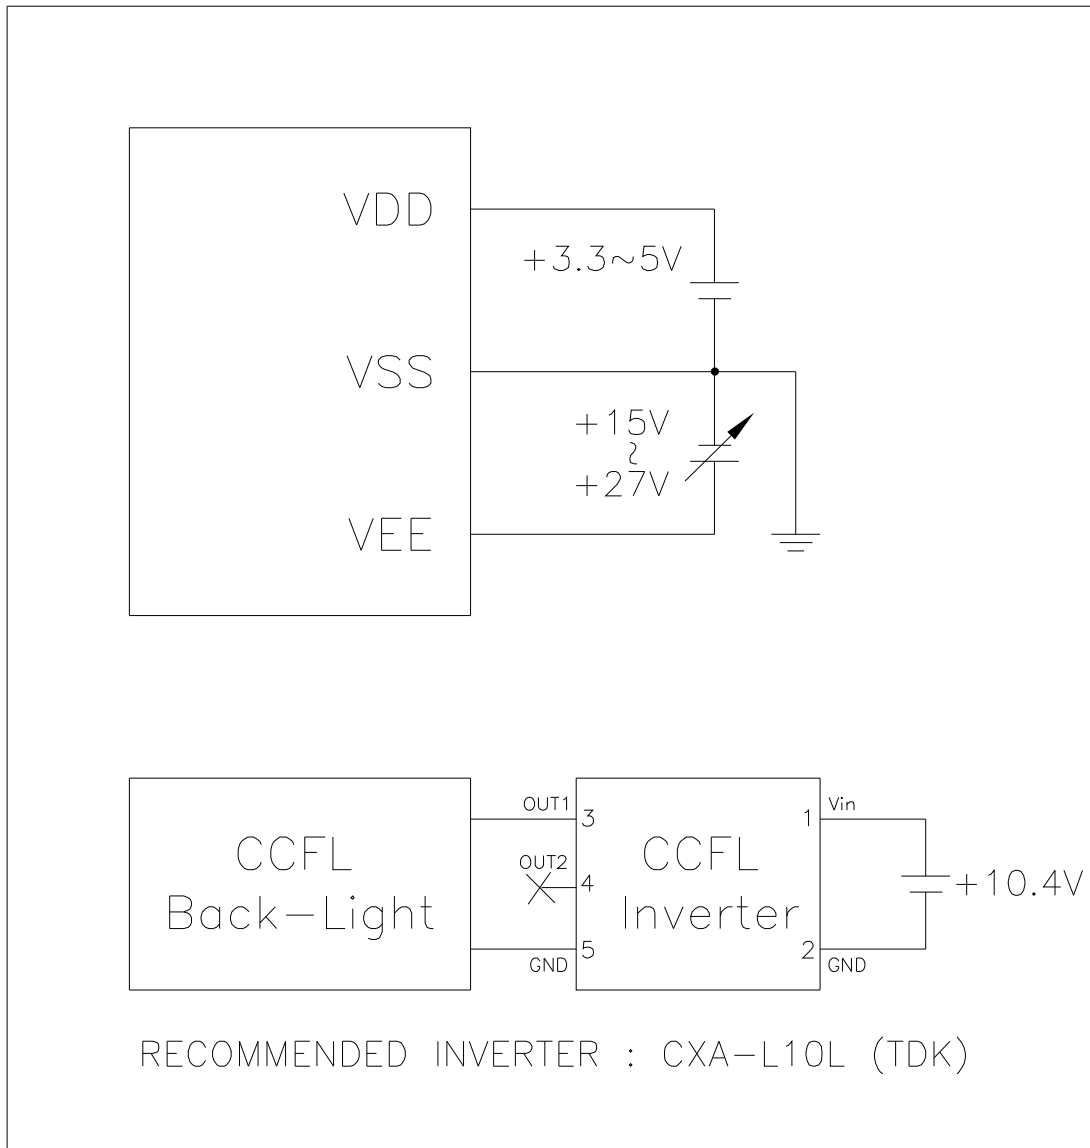 VDD
+3.3~5V
VSS
+15V
~
+27V
VEE
OUT1
3
1
Vin
CCFL
Back-Light
OUT2
4
CCFL
Inverter
+10.4V
5
GND
2
GND
RECOMMENDED INVERTER : CXA-L10L (TDK)